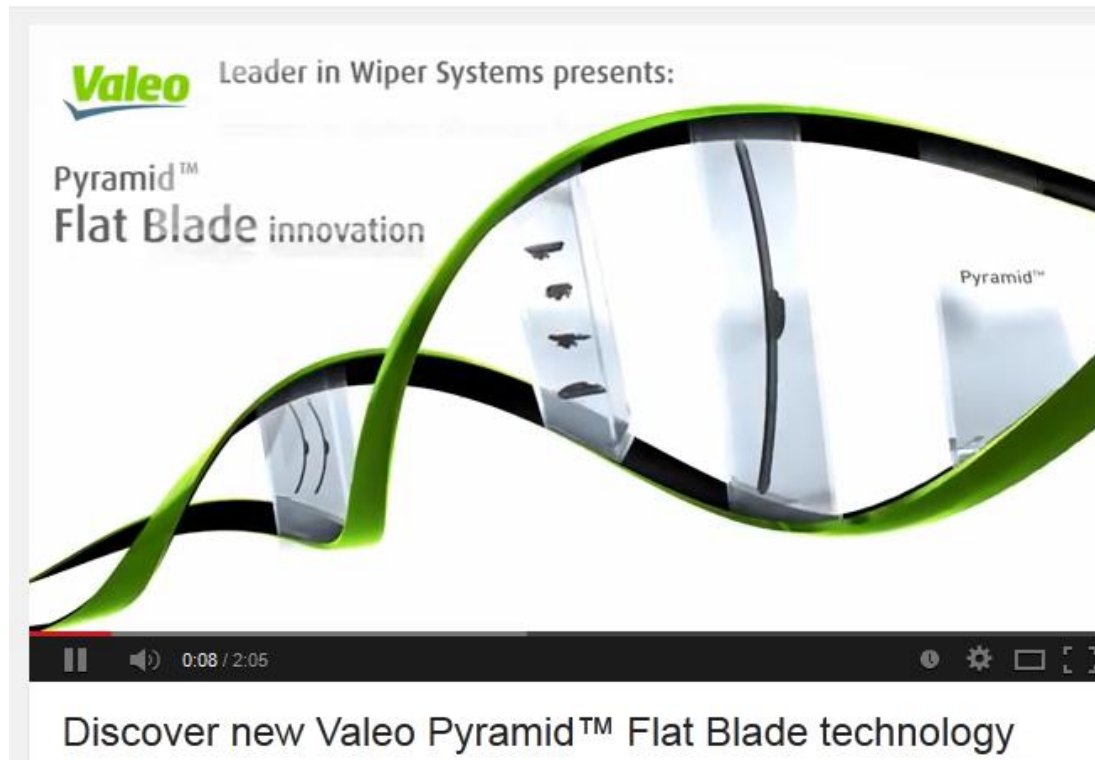 Valeo
Leader in Wiper Systems presents:
Pyramid™
Flat Blade innovation
Pyramid™
0:08 / 2:05
Discover new Valeo Pyramid™ Flat Blade technology